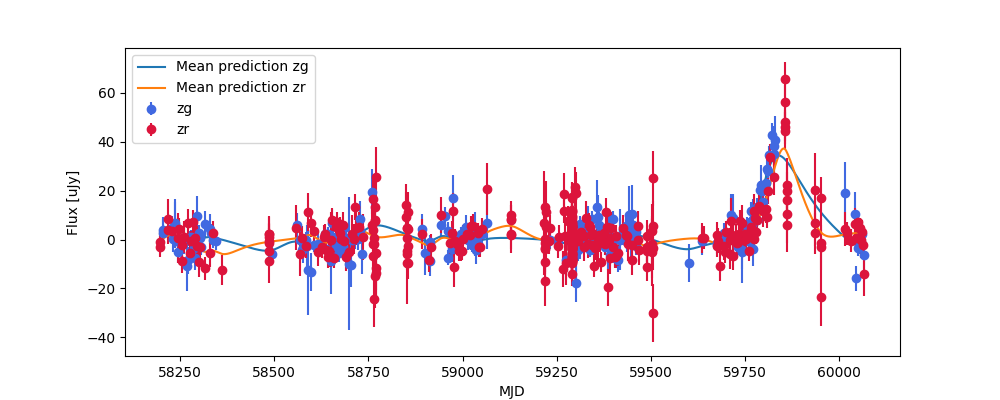 Mean prediction zg
Mean prediction zr
zg
zr
60
40
20
0
−20
−40
Flux [uJy]
58250
58500
58750
59000
59250
59500
59750
60000
MJD